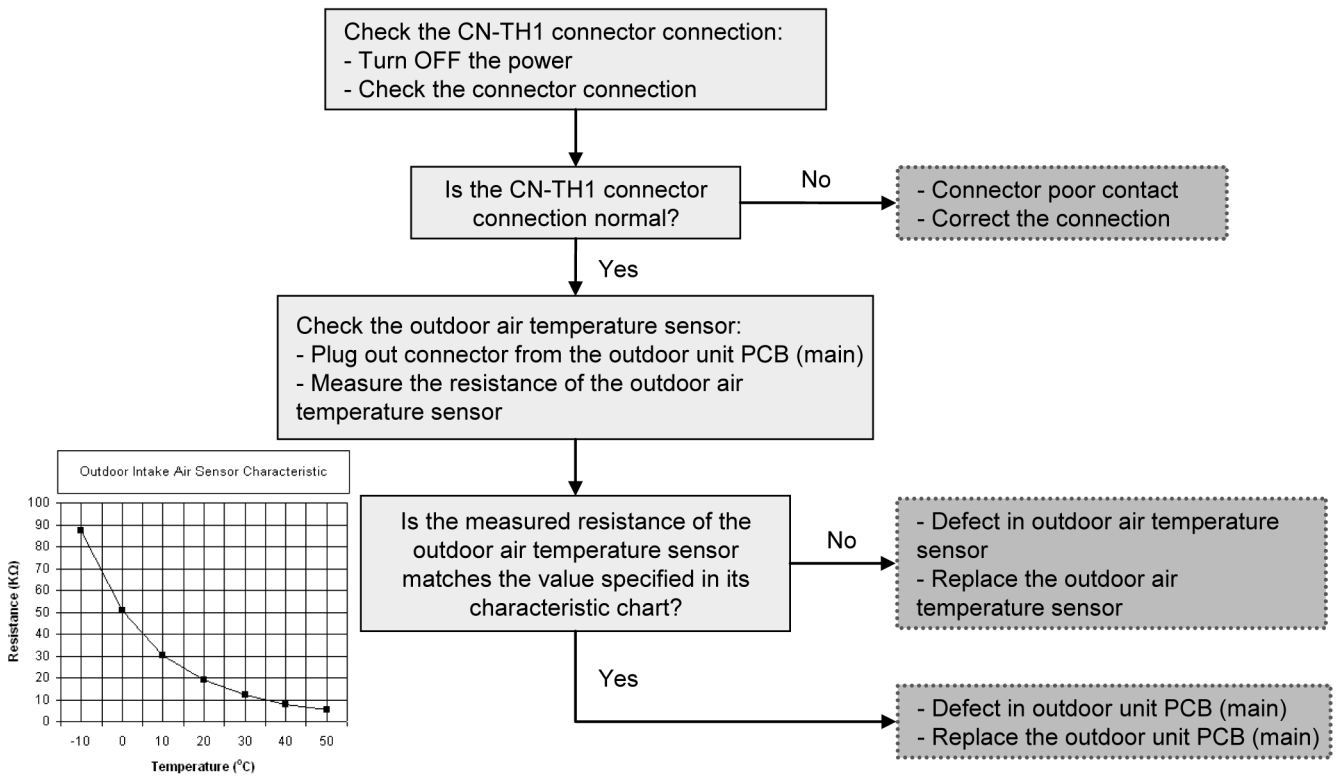 Check the CN-TH1 connector connection:
- Turn OFF the power
- Check the connector connection
Is the CN-TH1 connector
connection normal?
No
- Connector poor contact
- Correct the connection
Yes
Check the outdoor air temperature sensor:
- Plug out connector from the outdoor unit PCB (main)
- Measure the resistance of the outdoor air
temperature sensor
Outdoor Intake Air Sensor Characteristic
100
90
80
70
60
50
40
30
20
10
0
Resistance (KΩ)
-10 0 10 20 30 40 50
Temperature (°C)
Is the measured resistance of the
outdoor air temperature sensor
matches the value specified in its
characteristic chart?
No
- Defect in outdoor air temperature
sensor
- Replace the outdoor air
temperature sensor
Yes
- Defect in outdoor unit PCB (main)
- Replace the outdoor unit PCB (main)